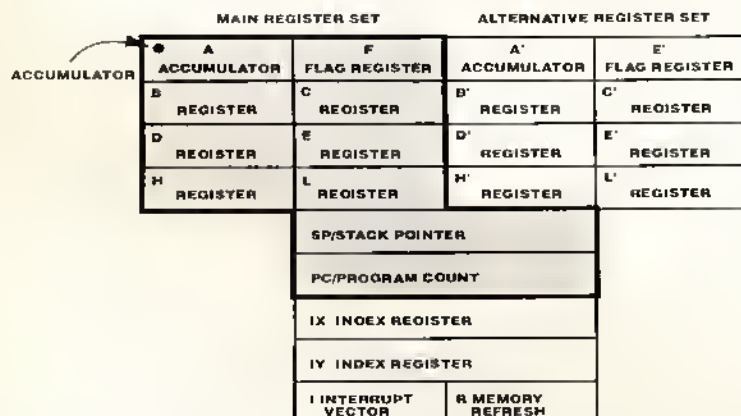 MAIN REGISTER SET
ALTERNATIVE REGISTER SET
ACCUMULATOR
A
ACCUMULATOR
F
FLAG REGISTER
A'
ACCUMULATOR
F'
FLAG REGISTER
B
REGISTER
C
REGISTER
B'
REGISTER
C'
REGISTER
D
REGISTER
E
REGISTER
D'
REGISTER
E'
REGISTER
H
REGISTER
L
REGISTER
H'
REGISTER
L'
REGISTER
SP/STACK POINTER
PC/PROGRAM COUNT
IX INDEX REGISTER
IY INDEX REGISTER
I INTERRUPT
VECTOR
R MEMORY
REFRESH